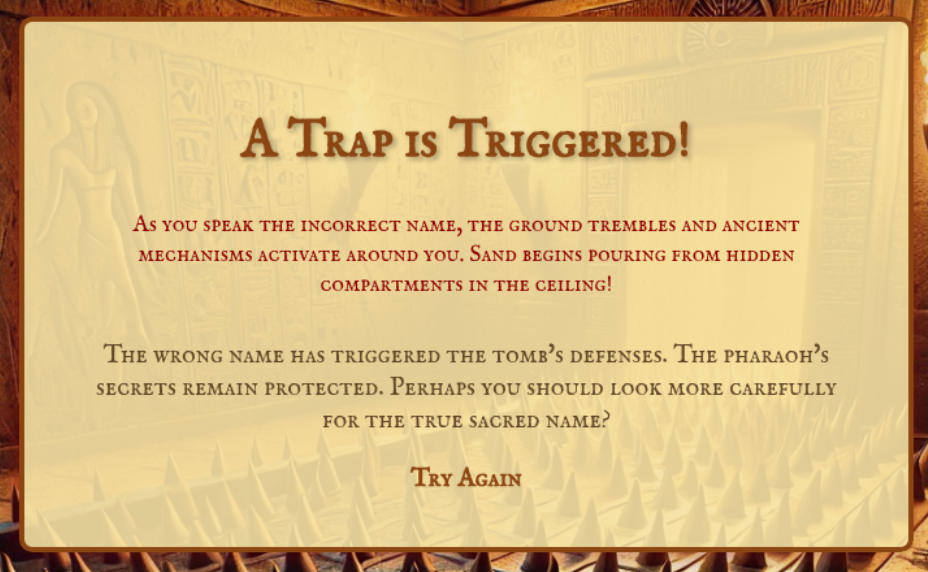 A Trap is Triggered!
As you speak the incorrect name, the ground trembles and ancient
mechanisms activate around you. Sand begins pouring from hidden
compartments in the ceiling!
The wrong name has triggered the tomb's defenses. The pharaoh's
secrets remain protected. Perhaps you should look more carefully
for the true sacred name?
Try Again